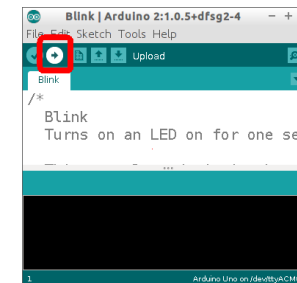 Blink | Arduino 2:1.0.5+dfsg2-4
File Edit Sketch Tools Help
Upload
Blink
/*
Blink
Turns on an LED on for one se
1
Arduino Uno on /dev/ttyACM